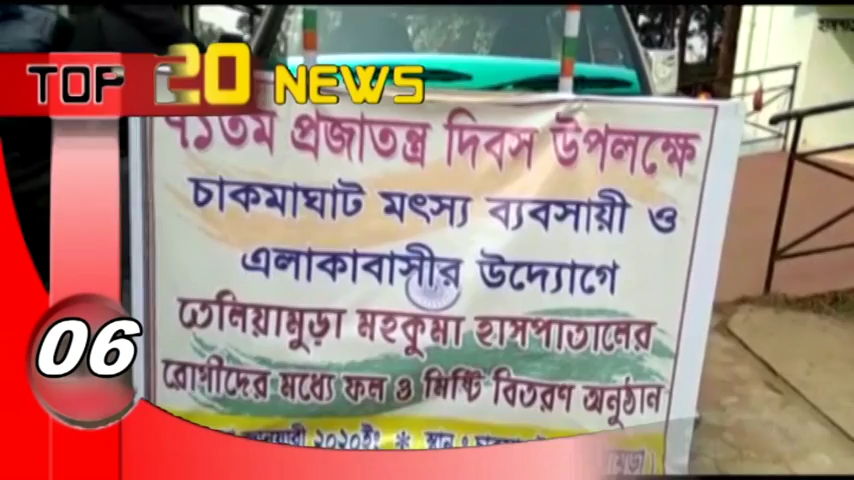 TOP 20 NEWS
৭১তম প্রজাতন্ত্র দিবস উপলক্ষে
চাকমাঘাট মৎস্য ব্যবসায়ী ও
এলাকাবাসীর উদ্যোগে
তেলিয়ামুড়া মহকুমা হাসপাতালের
রোগীদের মধ্যে ফল ও মিষ্টি বিতরণ অনুষ্ঠান
২০২০ইং * স্থান ঃ
06